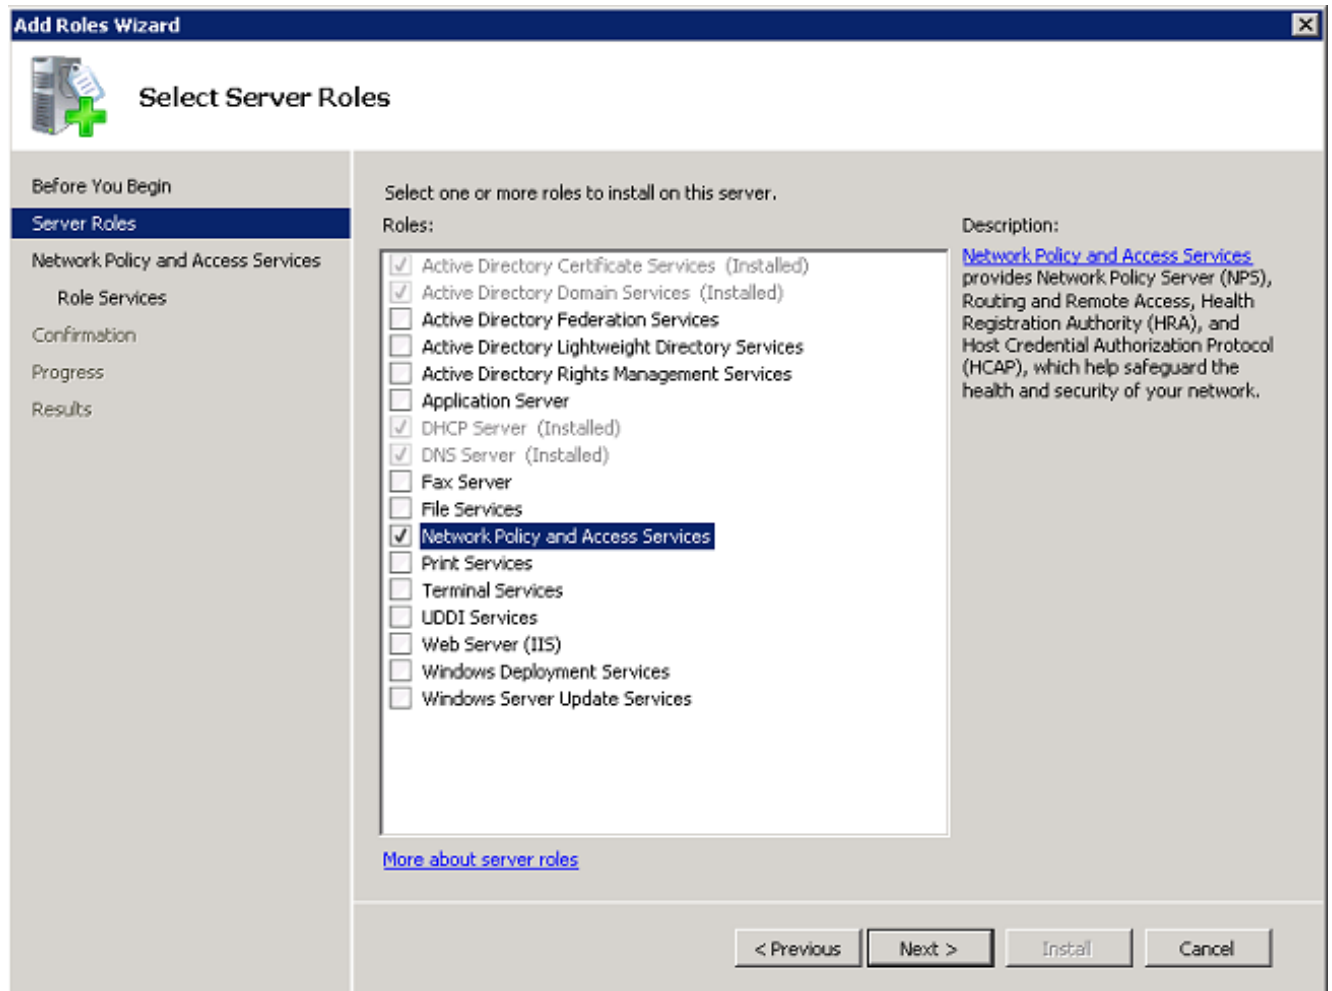 Add Roles Wizard
Select Server Roles
Before You Begin
Server Roles
Network Policy and Access Services
Role Services
Confirmation
Progress
Results
Select one or more roles to install on this server.
Roles:
Active Directory Certificate Services (Installed)
Active Directory Domain Services (Installed)
Active Directory Federation Services
Active Directory Lightweight Directory Services
Active Directory Rights Management Services
Application Server
DHCP Server (Installed)
DNS Server (Installed)
Fax Server
File Services
Network Policy and Access Services
Print Services
Terminal Services
UDDI Services
Web Server (IIS)
Windows Deployment Services
Windows Server Update Services
More about server roles
Description:
Network Policy and Access Services
provides Network Policy Server (NPS),
Routing and Remote Access, Health
Registration Authority (HRA), and
Host Credential Authorization Protocol
(HCAP), which help safeguard the
health and security of your network.
< Previous
Next >
Install
Cancel